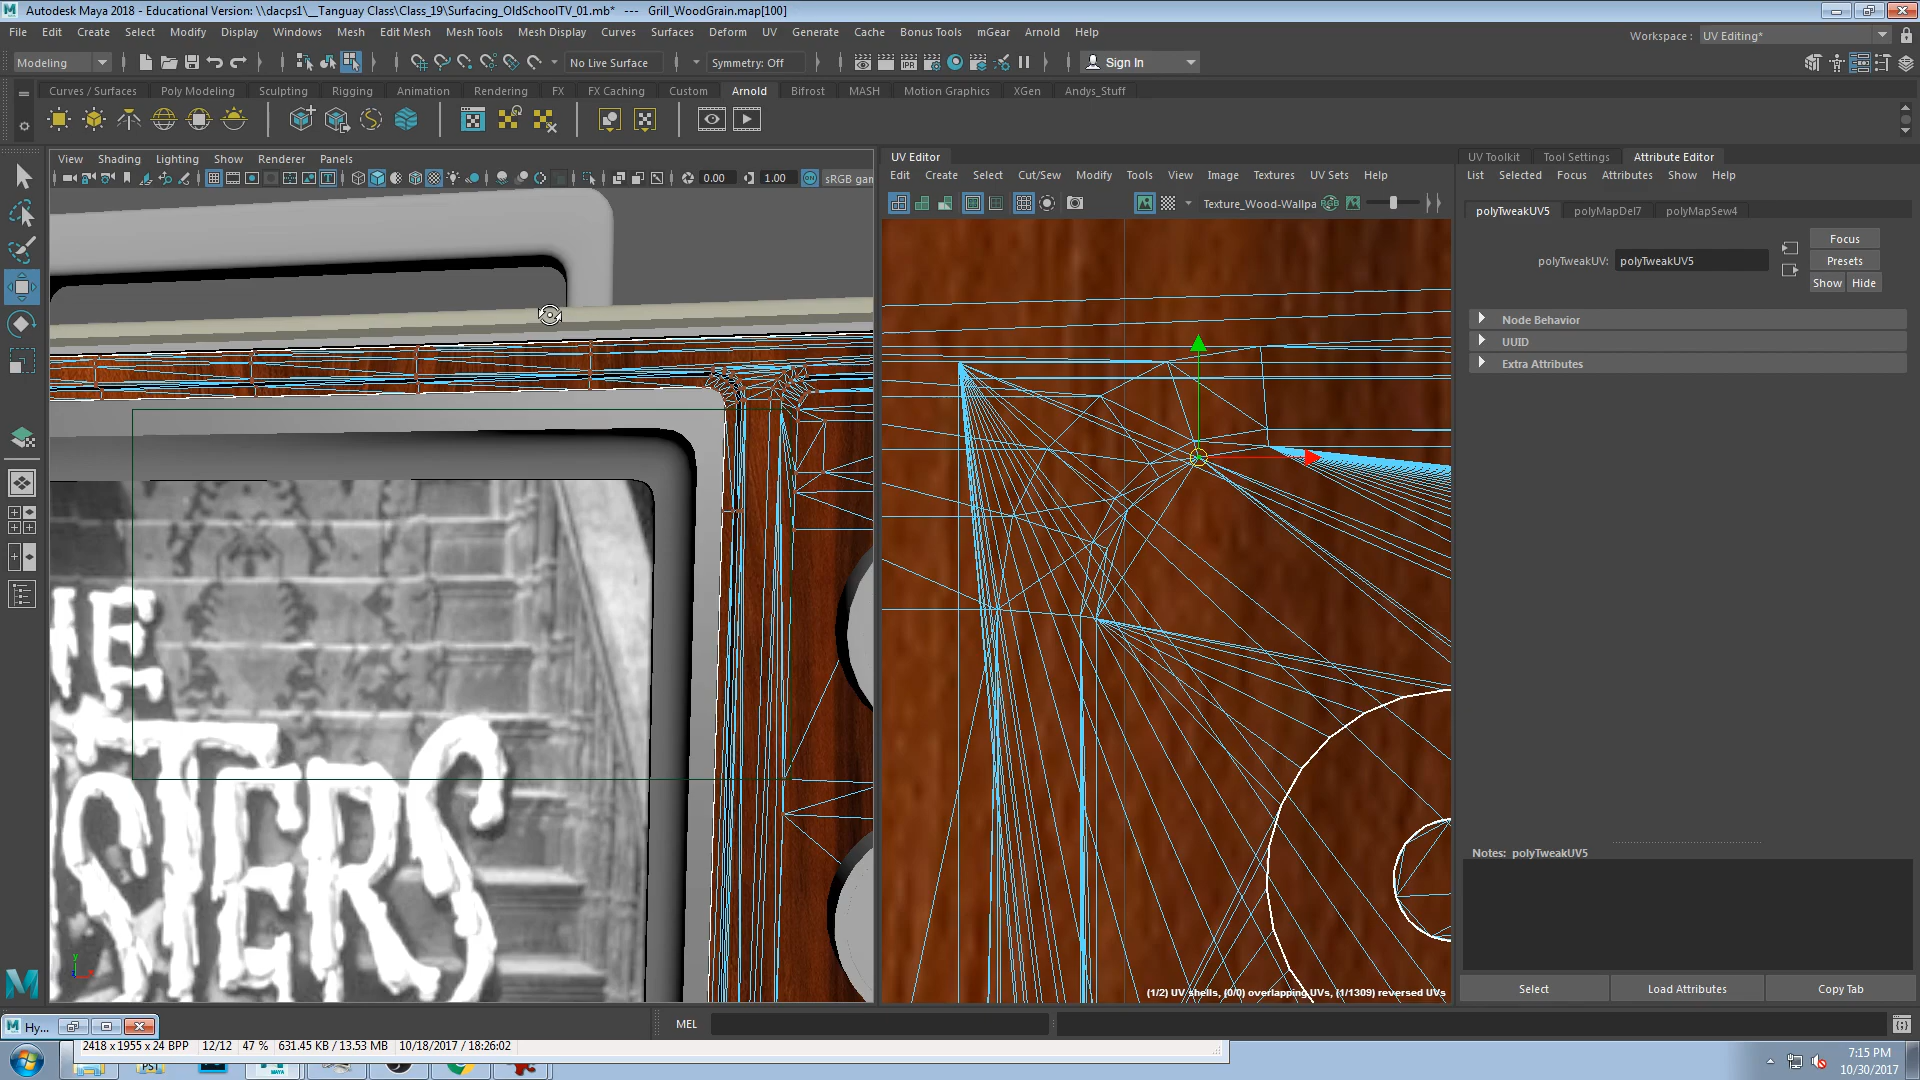 Autodesk Maya 2018 - Educational Version: \\dacps1\__Tanguay Class\Class_19\Surfacing_OldSchoolTV_01.mb* --- Grill_WoodGrain.map[100]
File Edit Create Select Modify Display Windows Mesh Edit Mesh Mesh Tools Mesh Display Curves Surfaces Deform UV Generate Cache Bonus Tools mGear Arnold Help
Workspace : UV Editing*
Modeling No Live Surface Symmetry: Off Sign In
Curves / Surfaces Poly Modeling Sculpting Rigging Animation Rendering FX FX Caching Custom Arnold Bifrost MASH Motion Graphics XGen Andys_Stuff
IPR
View Shading Lighting Show Renderer Panels
0.00 1.00 sRGB gam
UV Editor
Edit Create Select Cut/Sew Modify Tools View Image Textures UV Sets Help
Texture_Wood-Wallpa
UV Toolkit Tool Settings Attribute Editor
List Selected Focus Attributes Show Help
polyTweakUV5 polyMapDel7 polyMapSew4
polyTweakUV: polyTweakUV5
Focus
Presets
Show Hide
Node Behavior
UUID
Extra Attributes
Notes: polyTweakUV5
Select Load Attributes Copy Tab
(1/2) UV shells, (0/0) overlapping UVs, (1/1309) reversed UVs
STERS
MEL
Hy...
2418 x 1955 x 24 BPP 12/12 47 % 631.45 KB / 13.53 MB 10/18/2017 / 18:26:02
7:15 PM
10/30/2017